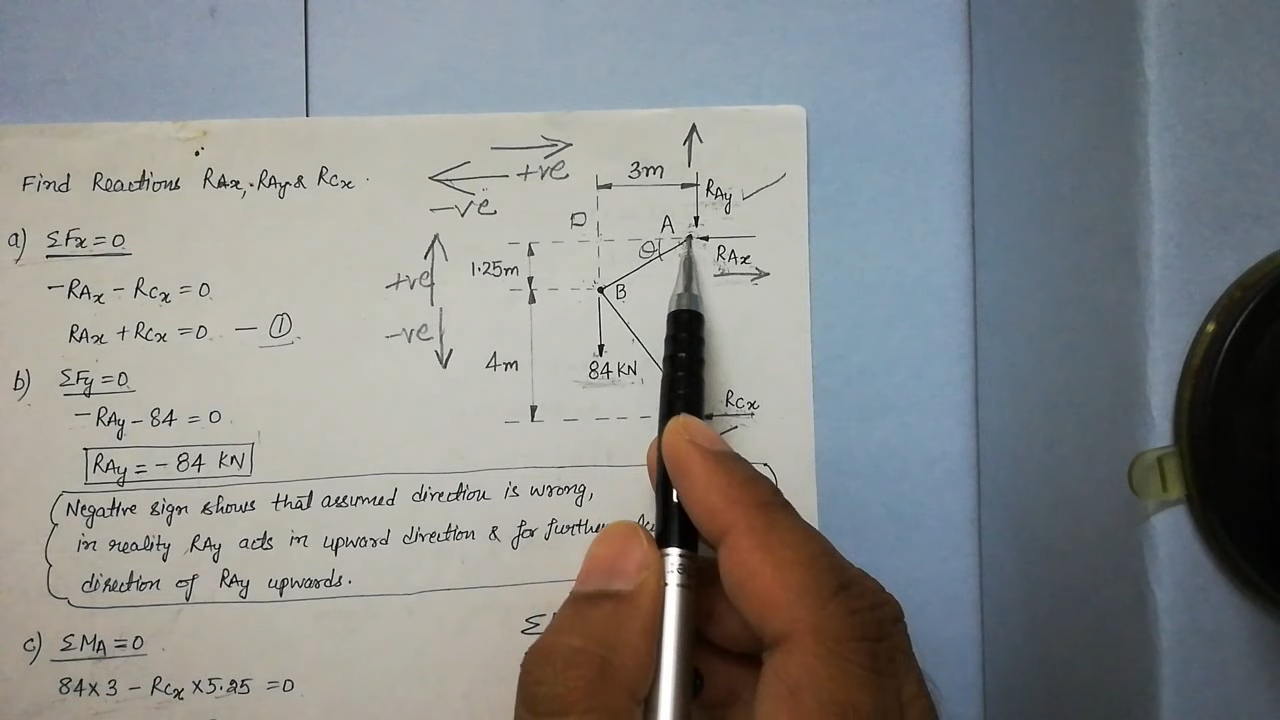 Find Reactions RAx, RAy & RCx.
a) ΣFx = 0
-RAx - RCx = 0
RAx + RCx = 0 — ①
b) ΣFy = 0
-RAy - 84 = 0
RAy = - 84 KN
Negative sign shows that assumed direction is wrong,
in reality RAy acts in upward direction & for further
direction of RAy upwards.
c) ΣMA = 0
84 x 3 - RCx x 5.25 = 0
+ve
-ve
+ve
-ve
3m
RAy
D
A
θ
RAx
1.25m
B
84 KN
4m
RCx